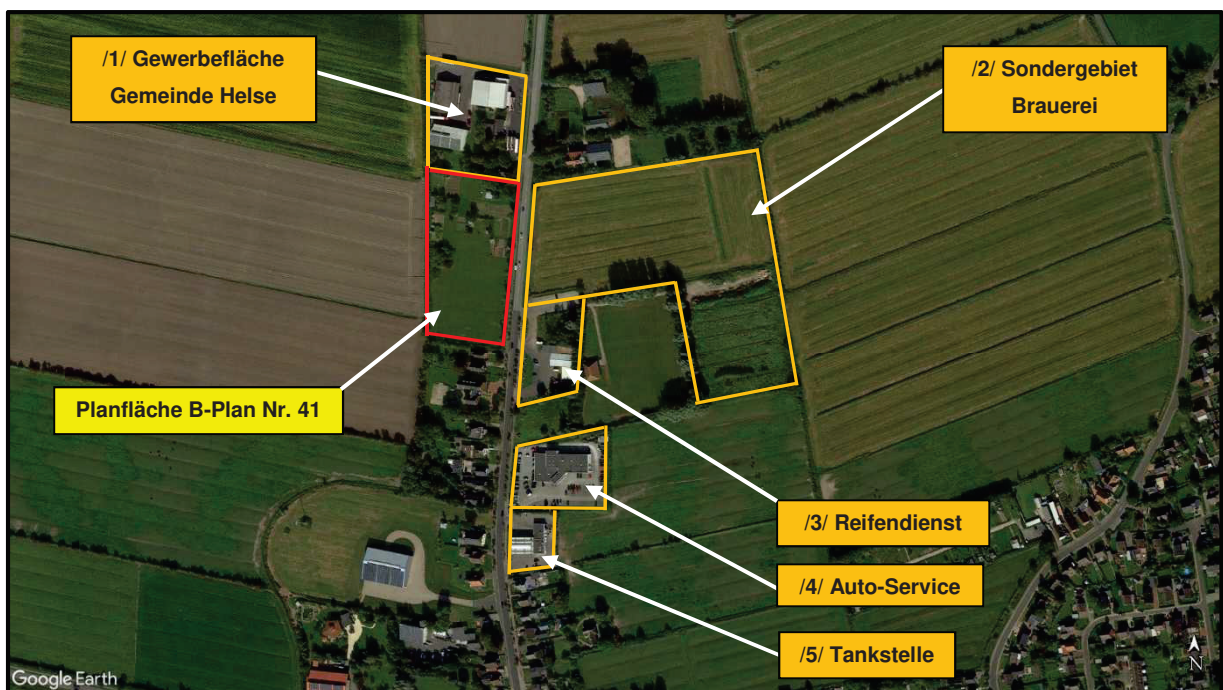 /1/ Gewerbefläche
Gemeinde Helse
/2/ Sondergebiet
Brauerei
Planfläche B-Plan Nr. 41
/3/ Reifendienst
/4/ Auto-Service
/5/ Tankstelle
Google Earth
N